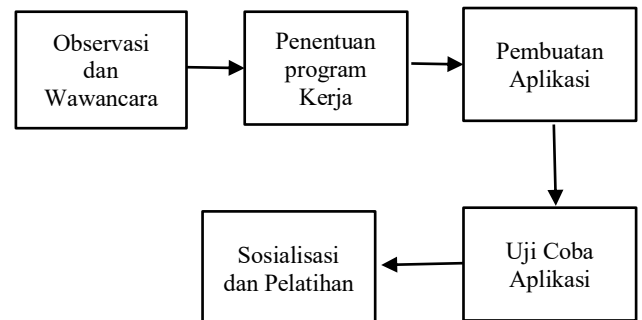 Observasi
dan
Wawancara
Penentuan
program
Kerja
Pembuatan
Aplikasi
Uji Coba
Aplikasi
Sosialisasi
dan Pelatihan